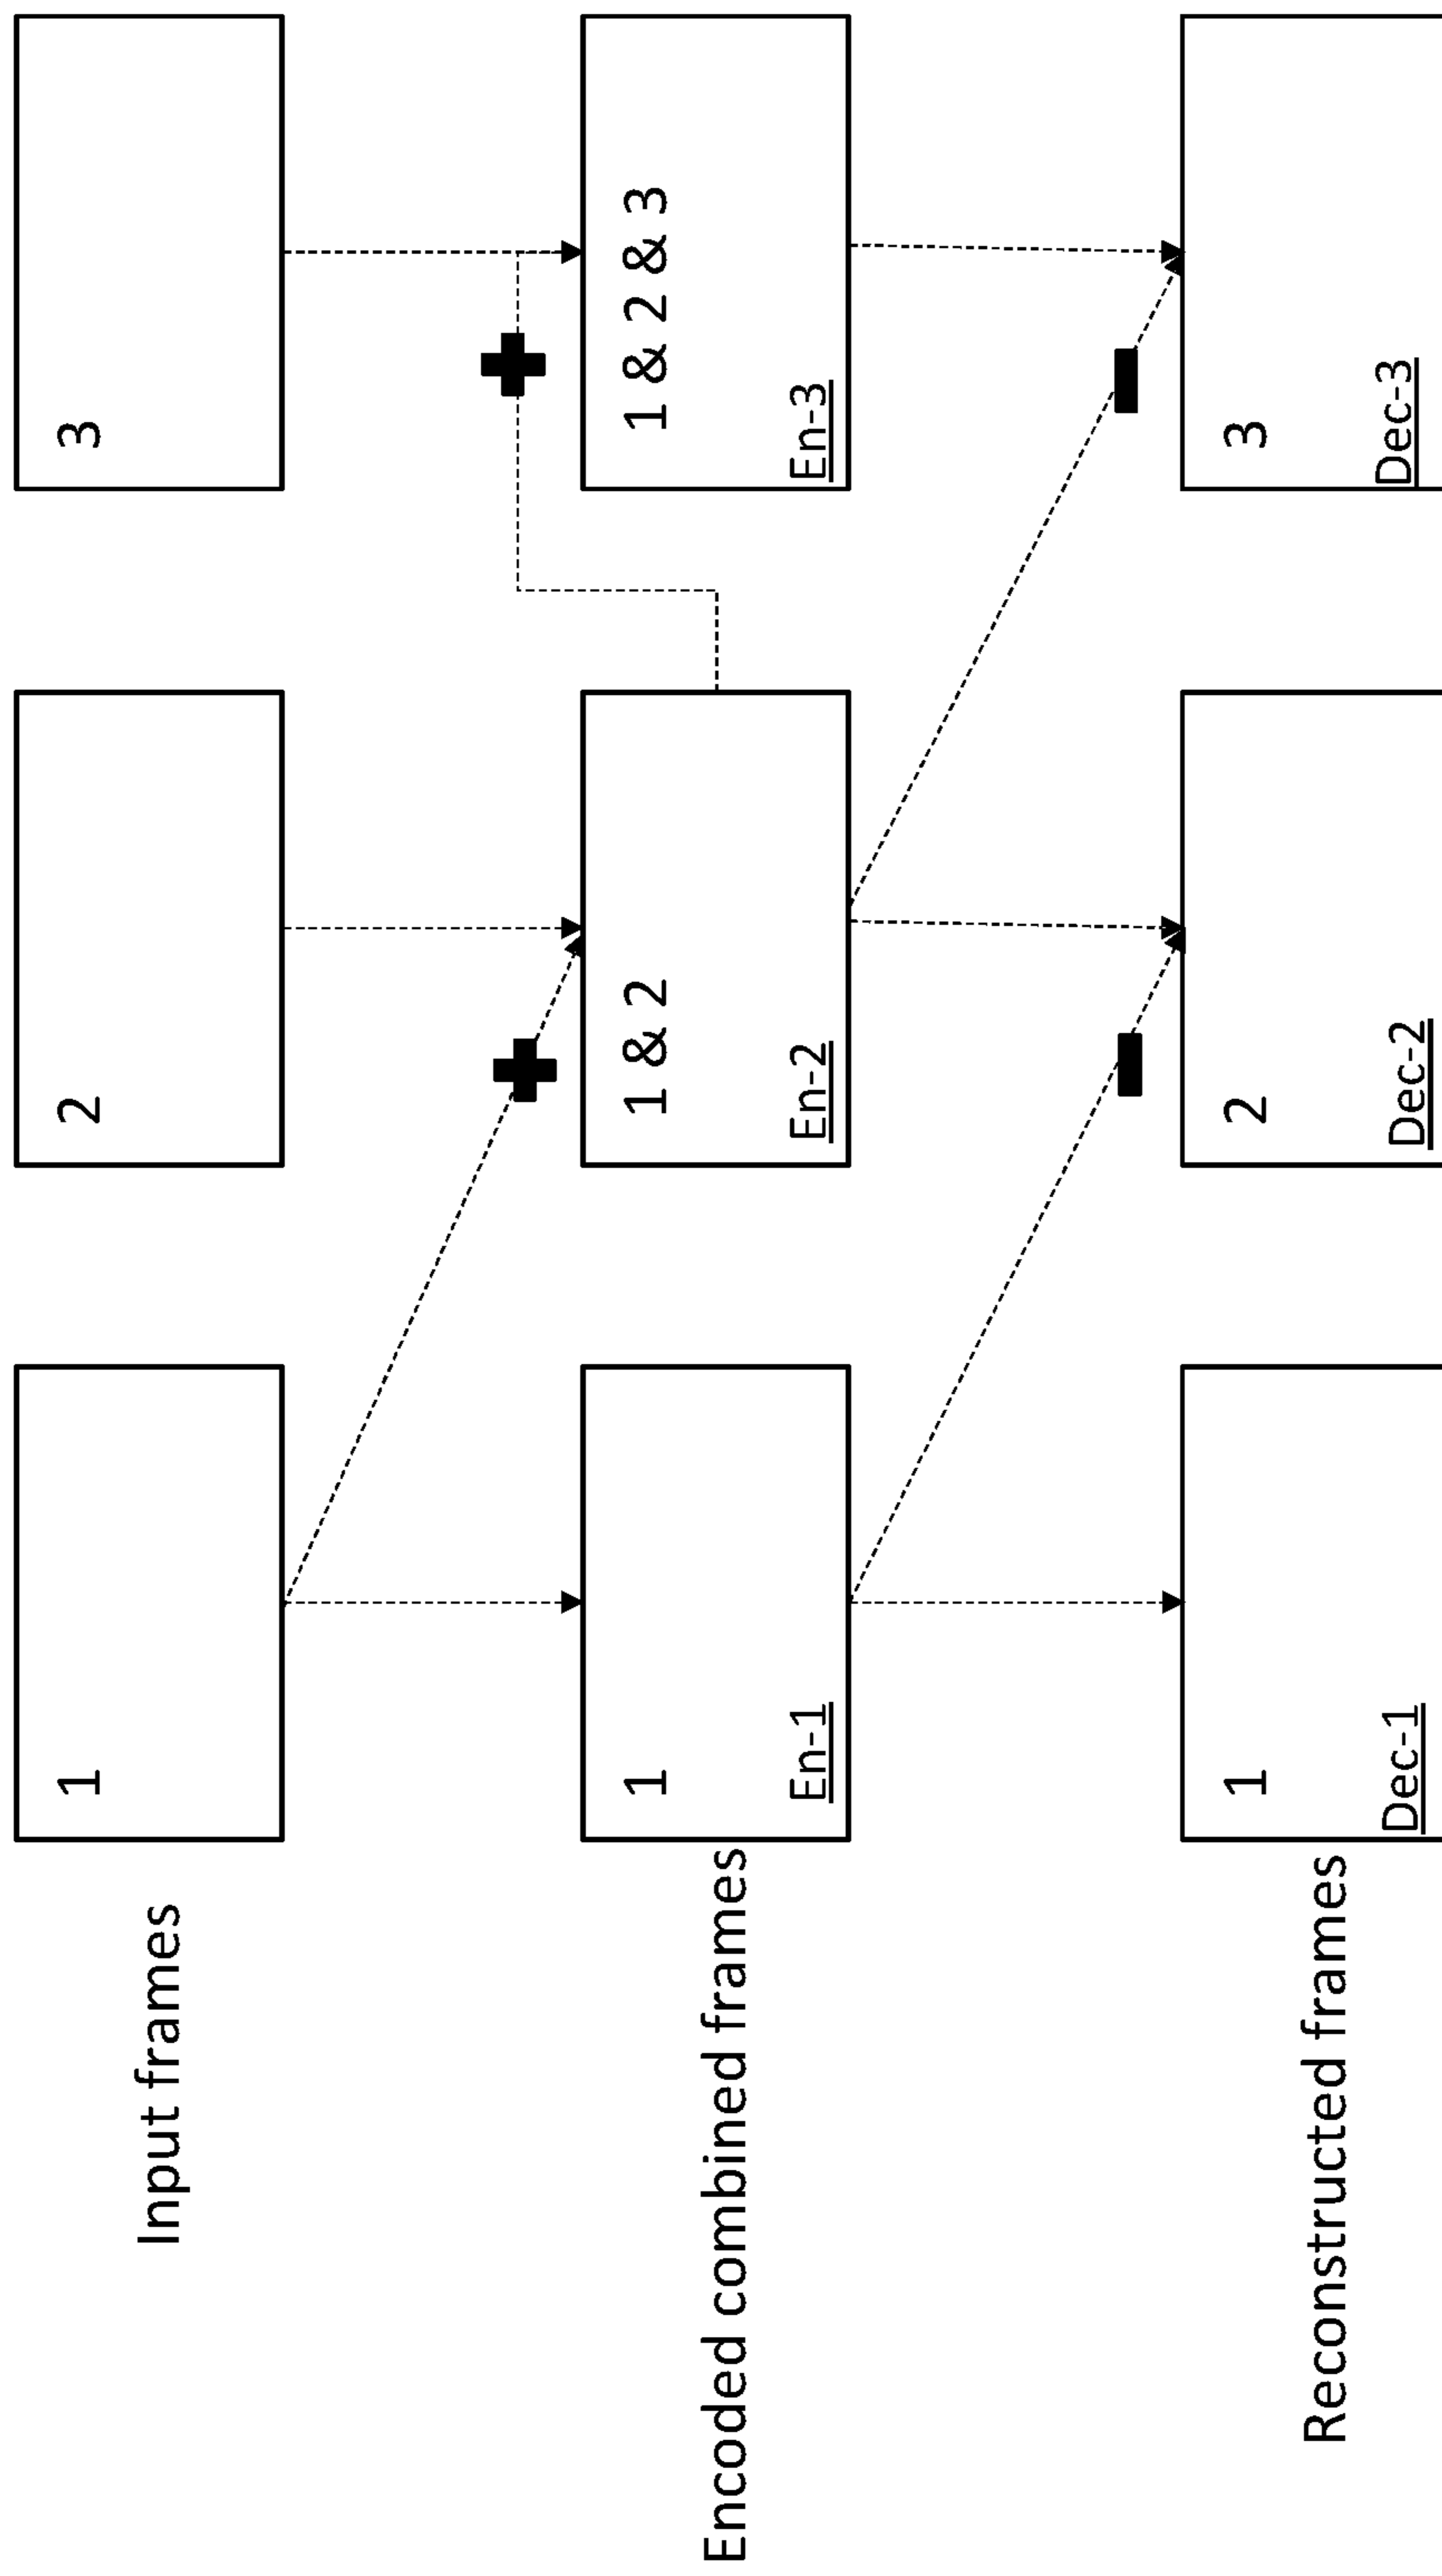 Input frames
1
2
3
Encoded combined frames
1
En-1
1 & 2
En-2
1 & 2 & 3
En-3
Reconstructed frames
1
Dec-1
2
Dec-2
3
Dec-3